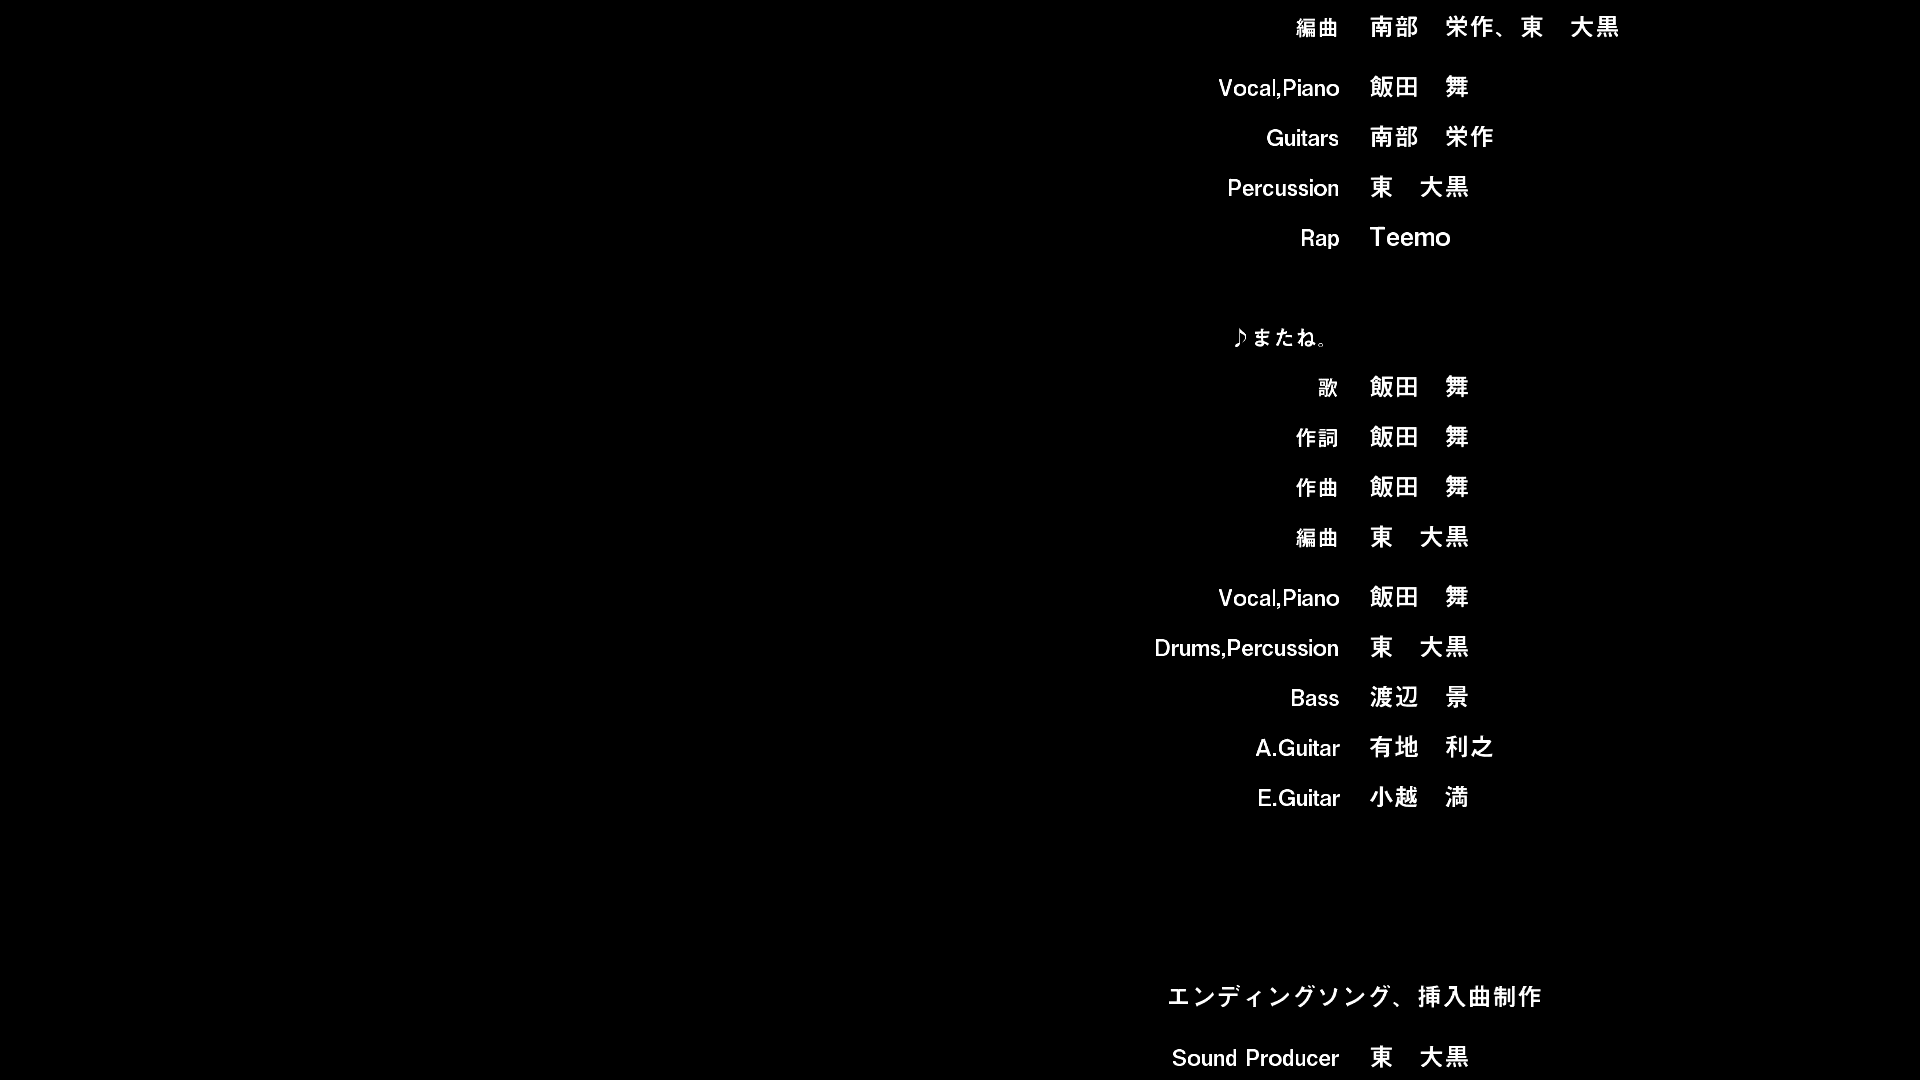 編曲　南部　栄作、東　大黒
Vocal,Piano　飯田　舞
Guitars　南部　栄作
Percussion　東　大黒
Rap　Teemo
♪またね。
歌　飯田　舞
作詞　飯田　舞
作曲　飯田　舞
編曲　東　大黒
Vocal,Piano　飯田　舞
Drums,Percussion　東　大黒
Bass　渡辺　景
A.Guitar　有地　利之
E.Guitar　小越　満
エンディングソング、挿入曲制作
Sound Producer　東　大黒